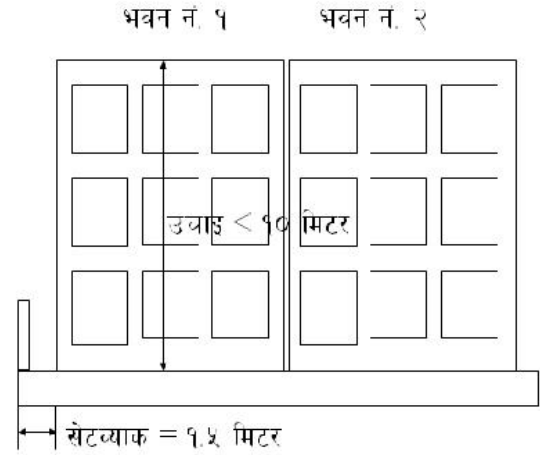 भवन नं. १ भवन नं. २
उचाइ < १० मिटर
सेटब्याक = १.५ मिटर